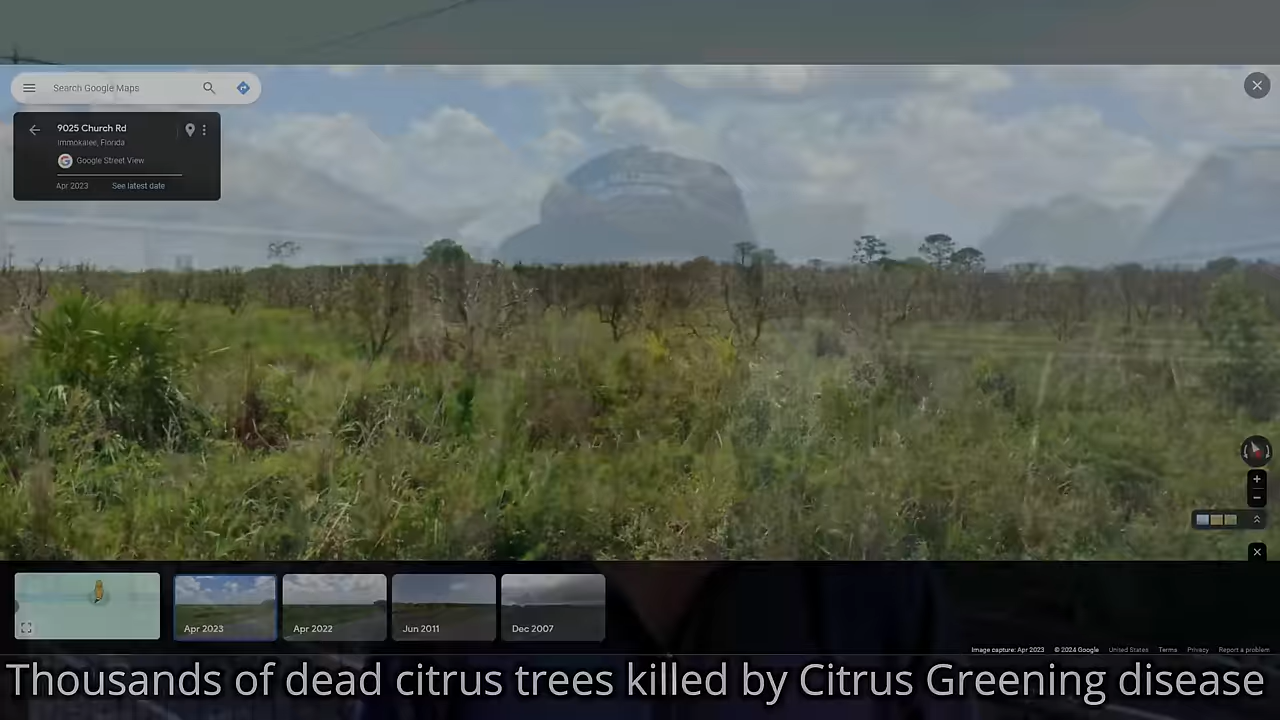 Search Google Maps
9025 Church Rd
Immokalee, Florida
Google Street View
Apr 2023 See latest date
Apr 2023
Apr 2022
Jun 2011
Dec 2007
Image capture: Apr 2023 © 2024 Google United States Terms Privacy Report a problem
Thousands of dead citrus trees killed by Citrus Greening disease